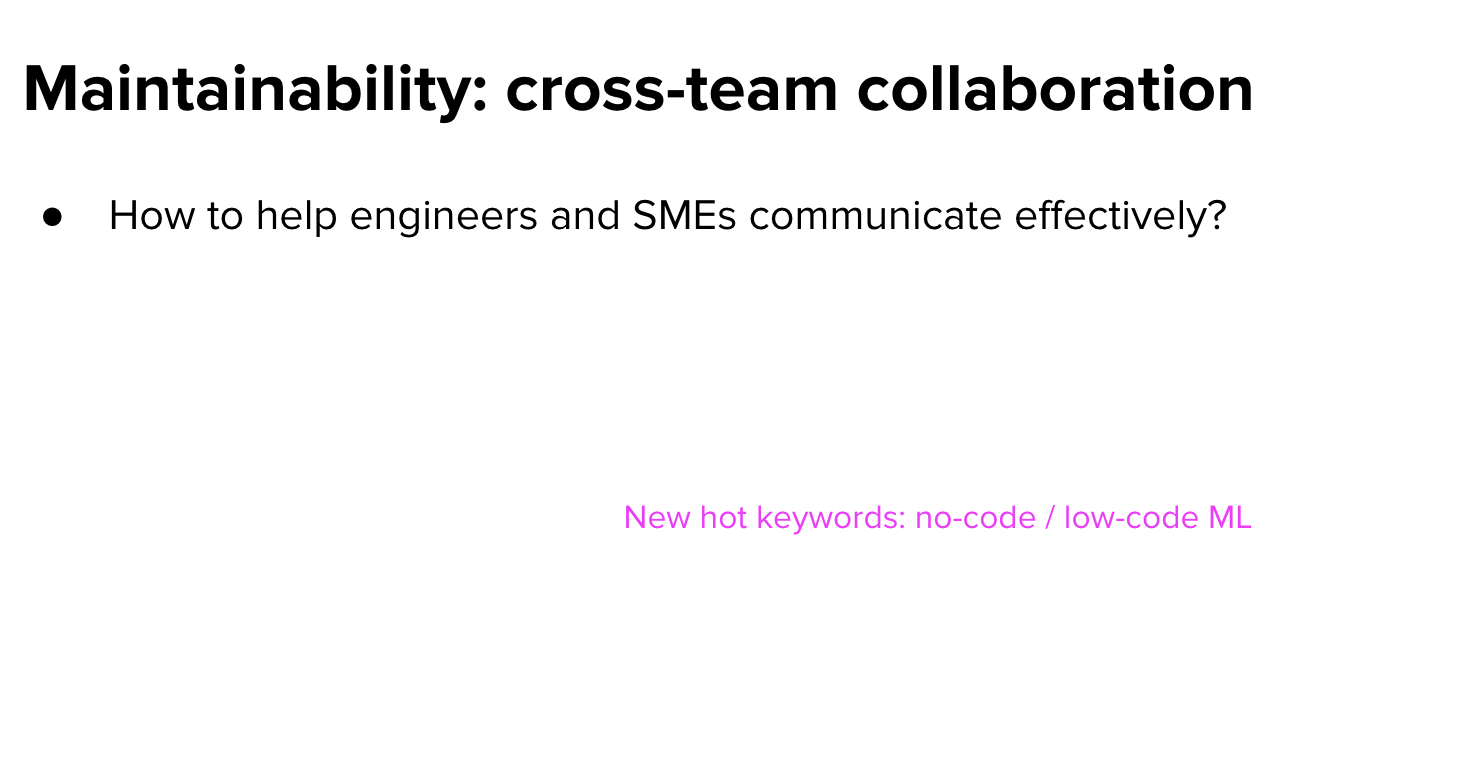 Maintainability: cross-team collaboration
● How to help engineers and SMEs communicate effectively?
New hot keywords: no-code / low-code ML